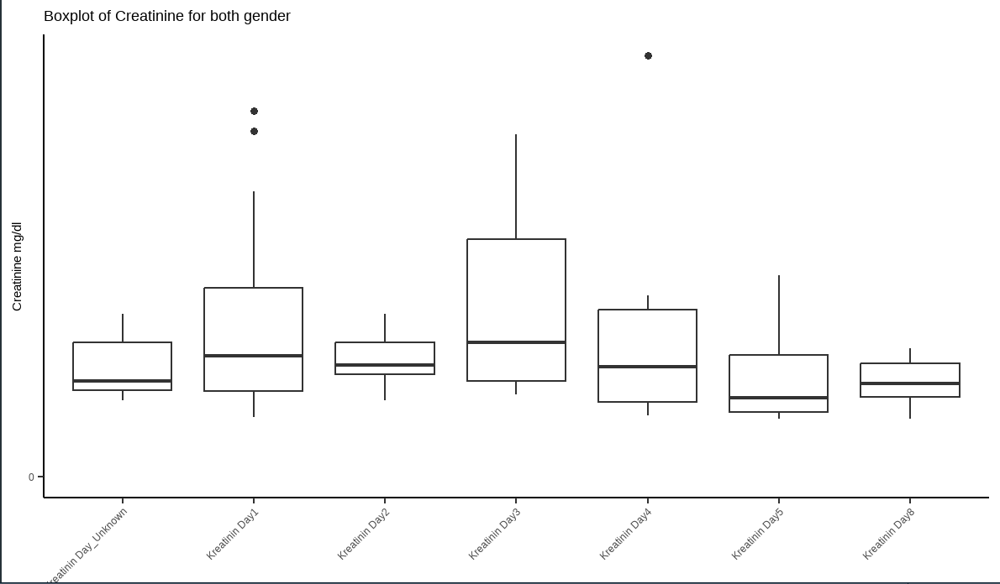 Boxplot of Creatinine for both gender
Creatinine mg/dl
0
reatinin Day_Unknown
Kreatinin Day1
Kreatinin Day2
Kreatinin Day3
Kreatinin Day4
Kreatinin Day5
Kreatinin Day8